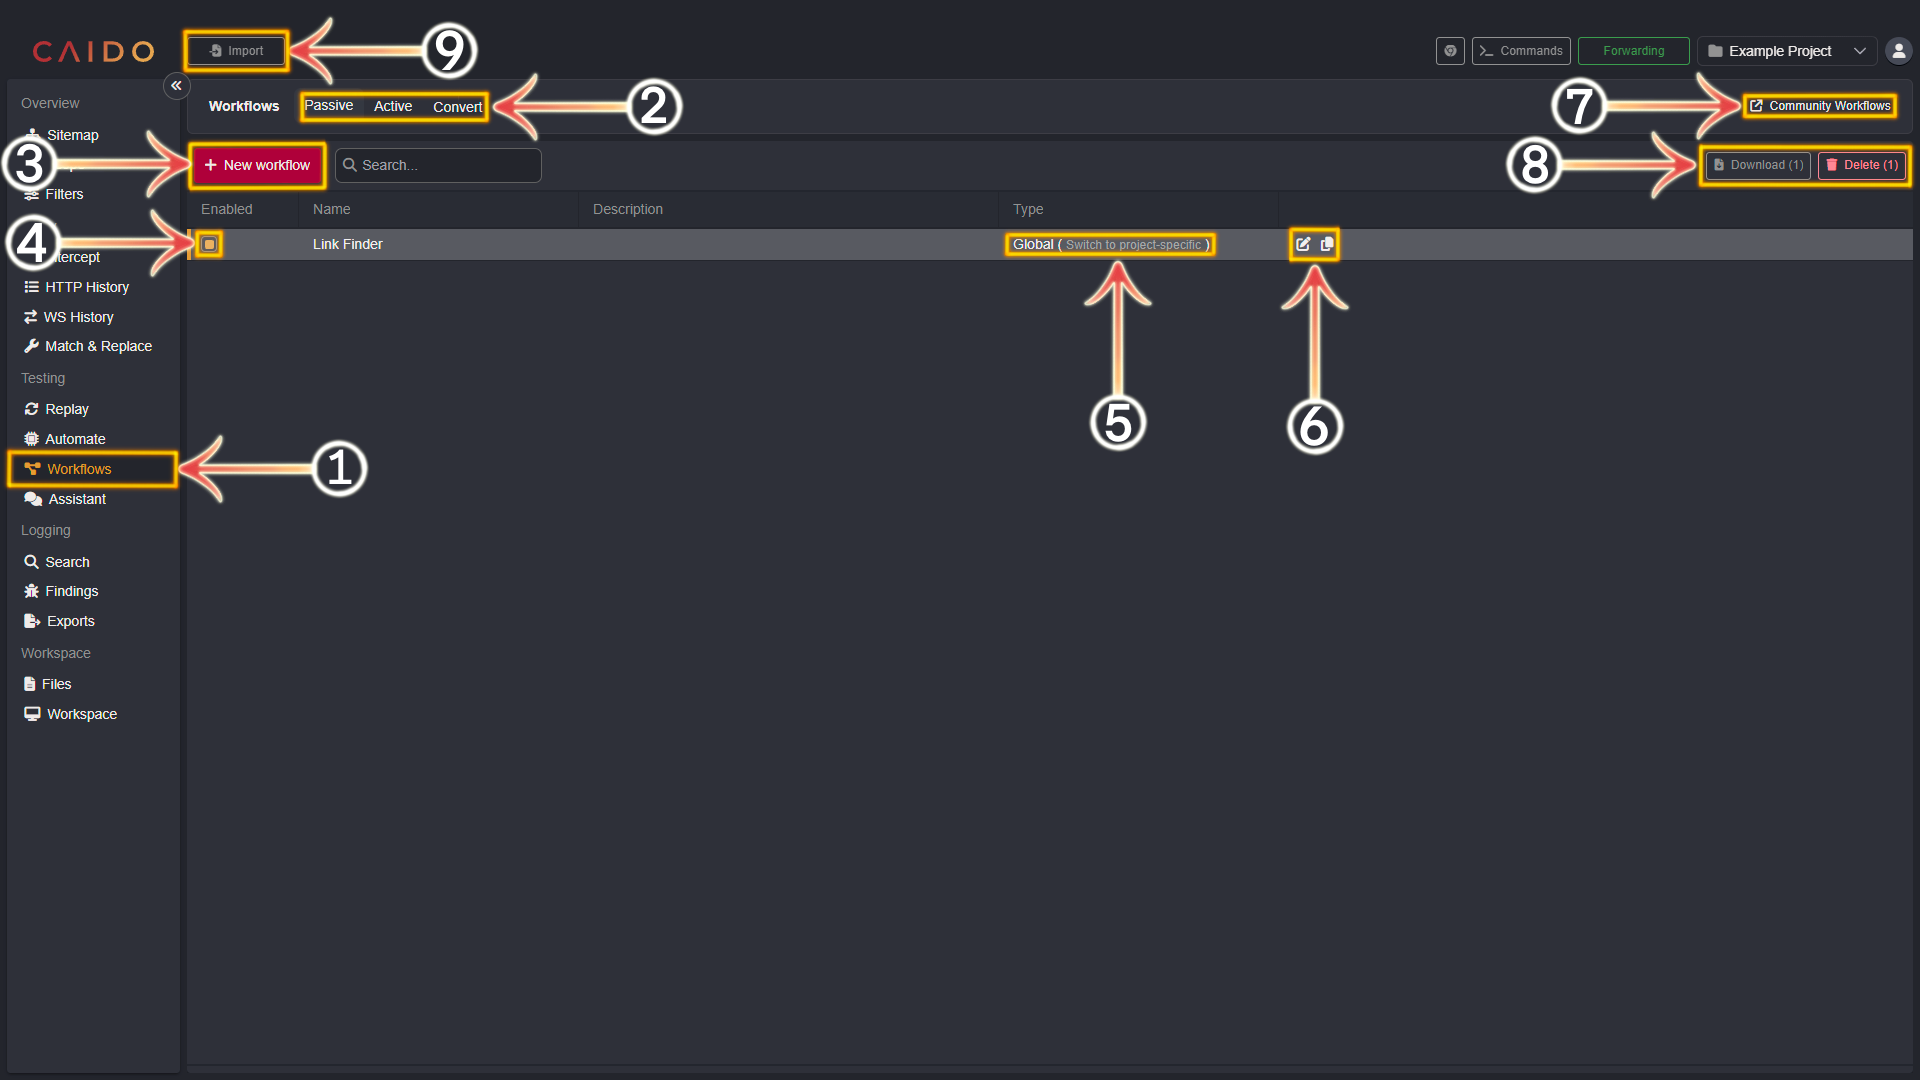 CAIDO
Import
9
Commands
Forwarding
Example Project
Overview
Workflows
Passive
Active
Convert
2
7
Community Workflows
Sitemap
3
New workflow
Search...
8
Download (1)
Delete (1)
Filters
Enabled
Name
Description
Type
4
Link Finder
Global ( Switch to project-specific )
HTTP History
WS History
Match & Replace
5
6
Testing
Replay
Automate
Workflows
1
Assistant
Logging
Search
Findings
Exports
Workspace
Files
Workspace